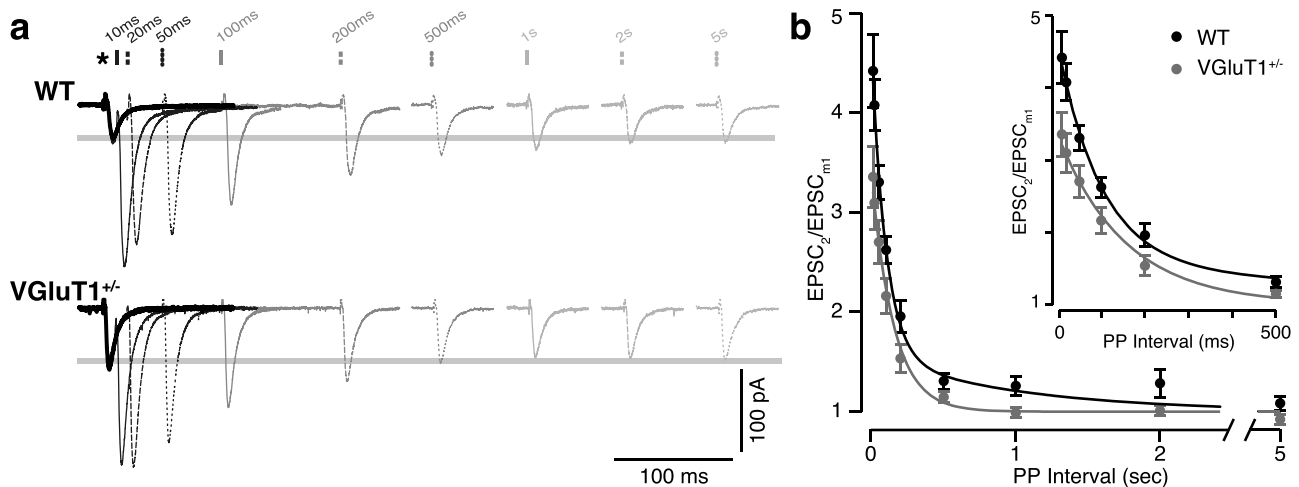 a
10ms
20ms
50ms
100ms
200ms
500ms
1s
2s
5s
*
WT
VGluT1+/-
100 pA
100 ms
b
5
4
3
2
1
EPSC2/EPSCm1
0
1
2
5
PP Interval (sec)
5
1
EPSC2/EPSCm1
0
500
PP Interval (ms)
WT
VGluT1+/-